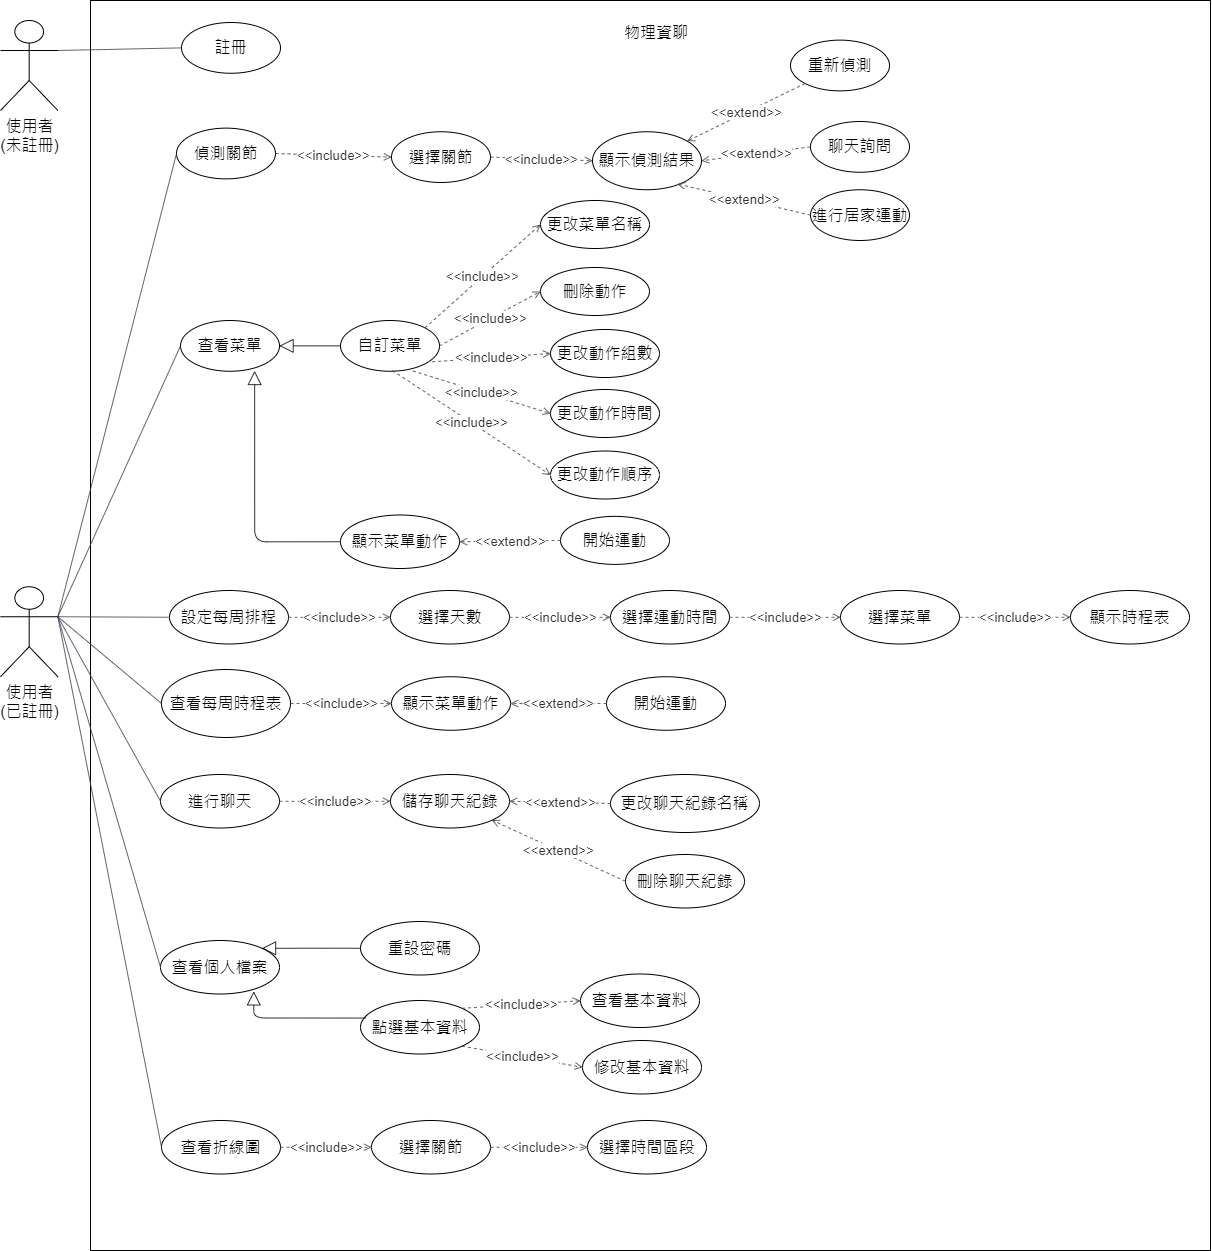 物理資聊
使用者
(未註冊)
註冊
重新偵測
<<extend>>
偵測關節
<<include>>
選擇關節
<<include>>
顯示偵測結果
<<extend>>
聊天詢問
<<extend>>
進行居家運動
更改菜單名稱
<<include>>
刪除動作
<<include>>
查看菜單
自訂菜單
<<include>>
更改動作組數
<<include>>
更改動作時間
<<include>>
更改動作順序
顯示菜單動作
<<extend>>
開始運動
使用者
(已註冊)
設定每周排程
<<include>>
選擇天數
<<include>>
選擇運動時間
<<include>>
選擇菜單
<<include>>
顯示時程表
查看每周時程表
<<include>>
顯示菜單動作
<<extend>>
開始運動
進行聊天
<<include>>
儲存聊天紀錄
<<extend>>
更改聊天紀錄名稱
<<extend>>
刪除聊天紀錄
查看個人檔案
重設密碼
點選基本資料
<<include>>
查看基本資料
<<include>>
修改基本資料
查看折線圖
<<include>>
選擇關節
<<include>>
選擇時間區段